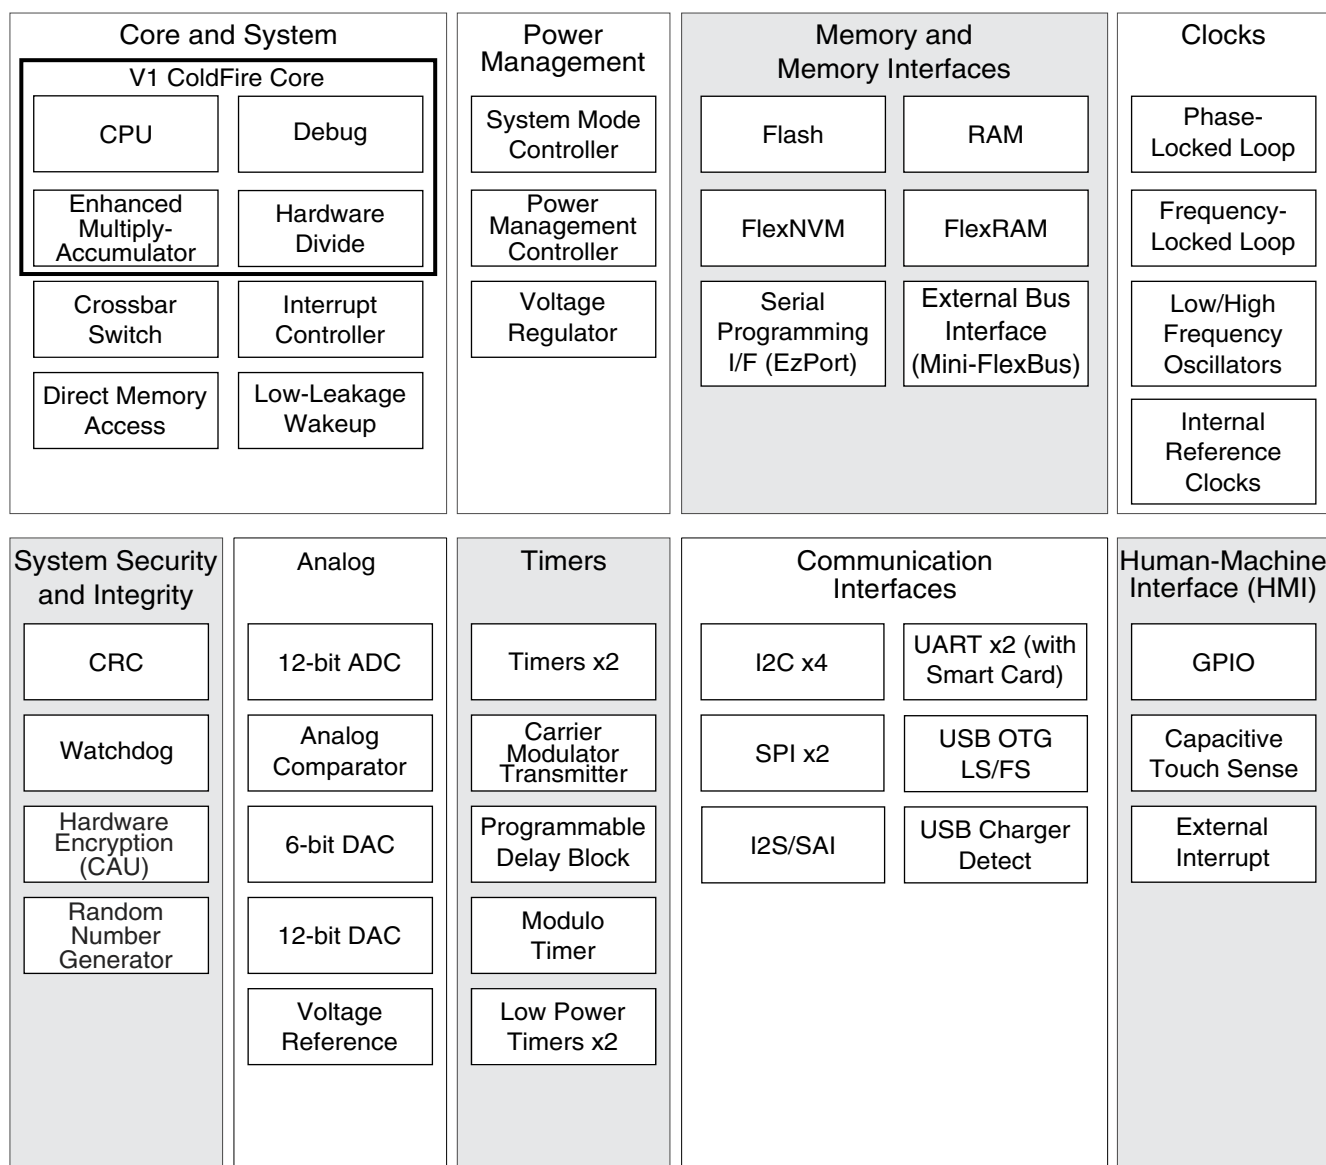 Core and System
V1 ColdFire Core
CPU
Debug
Enhanced
Multiply-
Accumulator
Hardware
Divide
Crossbar
Switch
Interrupt
Controller
Direct Memory
Access
Low-Leakage
Wakeup
Power
Management
System Mode
Controller
Power
Management
Controller
Voltage
Regulator
Memory and
Memory Interfaces
Flash
RAM
FlexNVM
FlexRAM
Serial
Programming
I/F (EzPort)
External Bus
Interface
(Mini-FlexBus)
Clocks
Phase-
Locked Loop
Frequency-
Locked Loop
Low/High
Frequency
Oscillators
Internal
Reference
Clocks
System Security
and Integrity
CRC
Watchdog
Hardware
Encryption
(CAU)
Random
Number
Generator
Analog
12-bit ADC
Analog
Comparator
6-bit DAC
12-bit DAC
Voltage
Reference
Timers
Timers x2
Carrier
Modulator
Transmitter
Programmable
Delay Block
Modulo
Timer
Low Power
Timers x2
Communication
Interfaces
I2C x4
UART x2 (with
Smart Card)
SPI x2
USB OTG
LS/FS
I2S/SAI
USB Charger
Detect
Human-Machine
Interface (HMI)
GPIO
Capacitive
Touch Sense
External
Interrupt